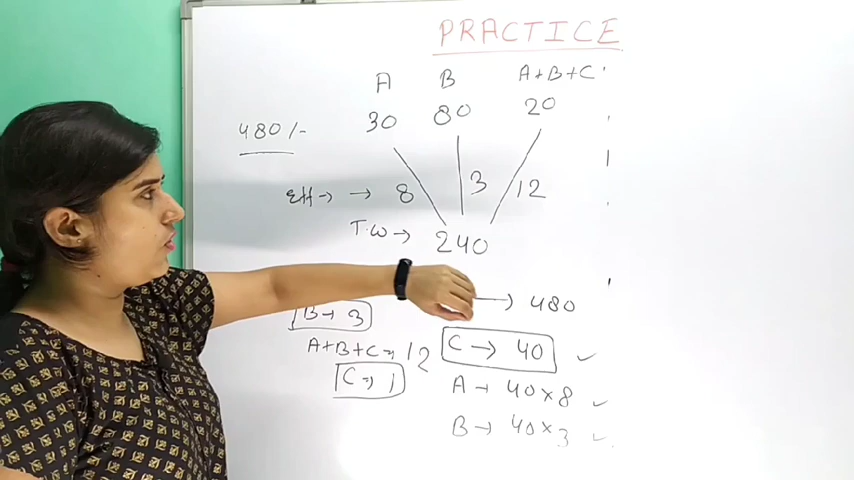 PRACTICE
A B A+B+C
480/- 30 80 20
Eff→ → 8 3 12
T.W→ 240
→ 480
B→ 3
A+B+C→ 12
C→ 1
C → 40
A → 40×8
B → 40×3